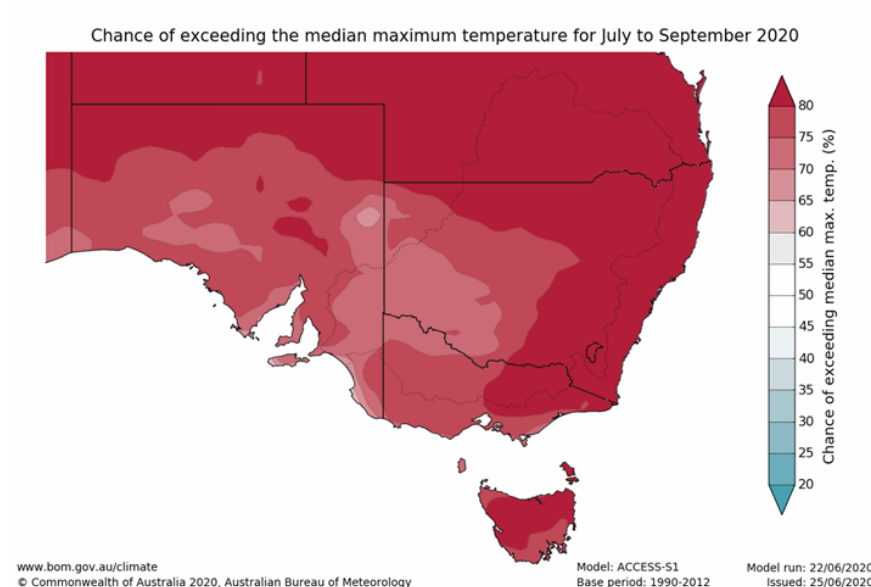 Chance of exceeding the median maximum temperature for July to September 2020
80
75
70
65
60
55
50
45
40
35
30
25
20
Chance of exceeding median max. temp. (%)
www.bom.gov.au/climate
© Commonwealth of Australia 2020, Australian Bureau of Meteorology
Model: ACCESS-S1
Base period: 1990-2012
Model run: 22/06/2020
Issued: 25/06/2020